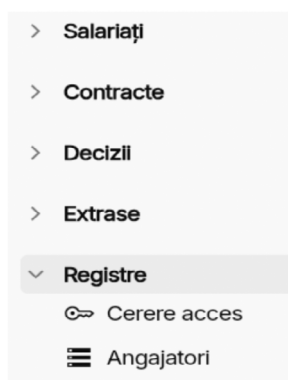 Salariați
Contracte
Decizii
Extrase
Registre
Cerere acces
Angajatori